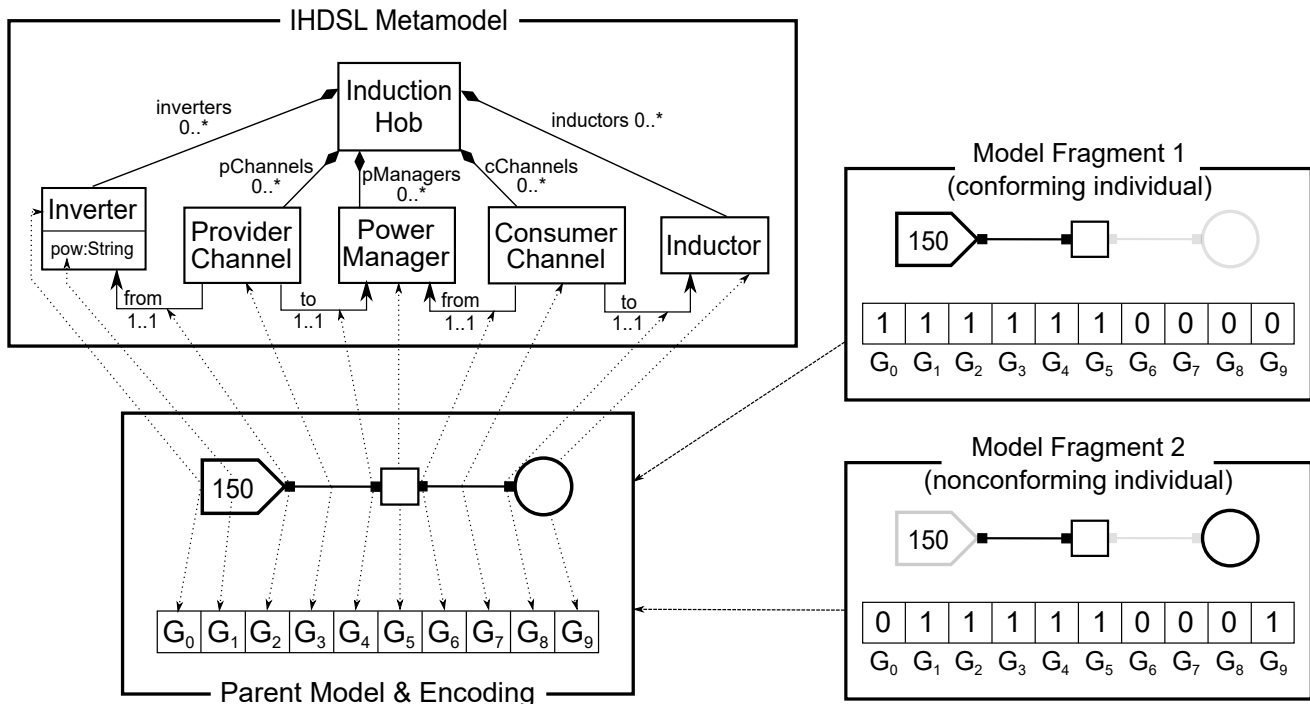 IHDSL Metamodel
Induction
Hob
inverters
0..*
inductors 0..*
pChannels
0..*
pManagers
0..*
cChannels
0..*
Inverter
pow:String
Provider
Channel
Power
Manager
Consumer
Channel
Inductor
from
1..1
to
1..1
from
1..1
to
1..1
150
G0 G1 G2 G3 G4 G5 G6 G7 G8 G9
Parent Model & Encoding
Model Fragment 1
(conforming individual)
150
1 1 1 1 1 1 0 0 0 0
G0 G1 G2 G3 G4 G5 G6 G7 G8 G9
Model Fragment 2
(nonconforming individual)
150
0 1 1 1 1 1 0 0 0 1
G0 G1 G2 G3 G4 G5 G6 G7 G8 G9